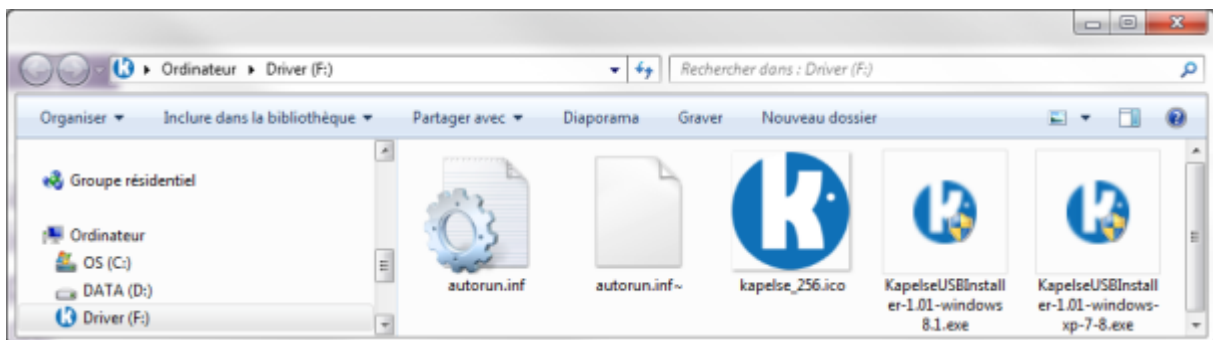 Ordinateur Driver (F:)
Rechercher dans : Driver (F:)
Organiser Inclure dans la bibliothèque Partager avec Diaporama Graver Nouveau dossier
Groupe résidentiel
Ordinateur
OS (C:)
DATA (D:)
Driver (F:)
autorun.inf
autorun.inf~
kapelse_256.ico
KapelseUSBInstall
er-1.01-windows
8.1.exe
KapelseUSBInstall
er-1.01-windows-
xp-7-8.exe